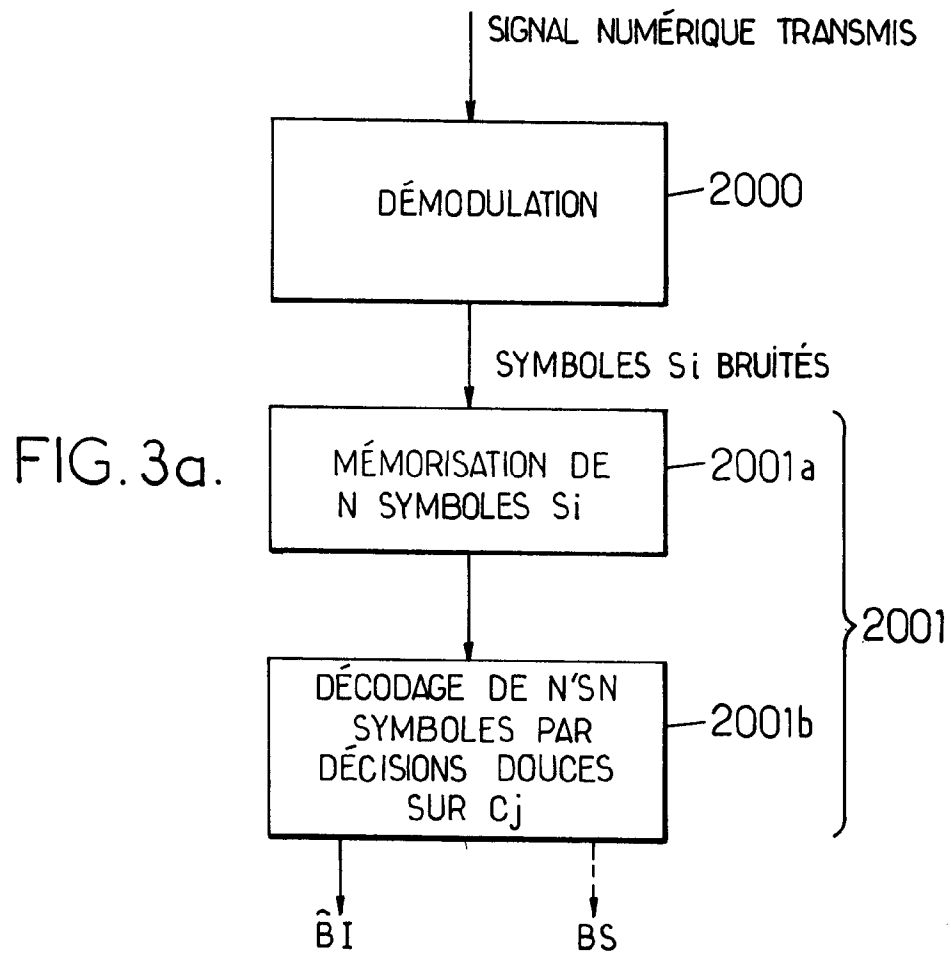 SIGNAL NUMÉRIQUE TRANSMIS
DÉMODULATION
2000
SYMBOLES Si BRUITÉS
FIG. 3a.
MÉMORISATION DE
N SYMBOLES Si
2001a
2001
DÉCODAGE DE N'SN
SYMBOLES PAR
DÉCISIONS DOUCES
SUR Cj
2001b
B̂I
BS